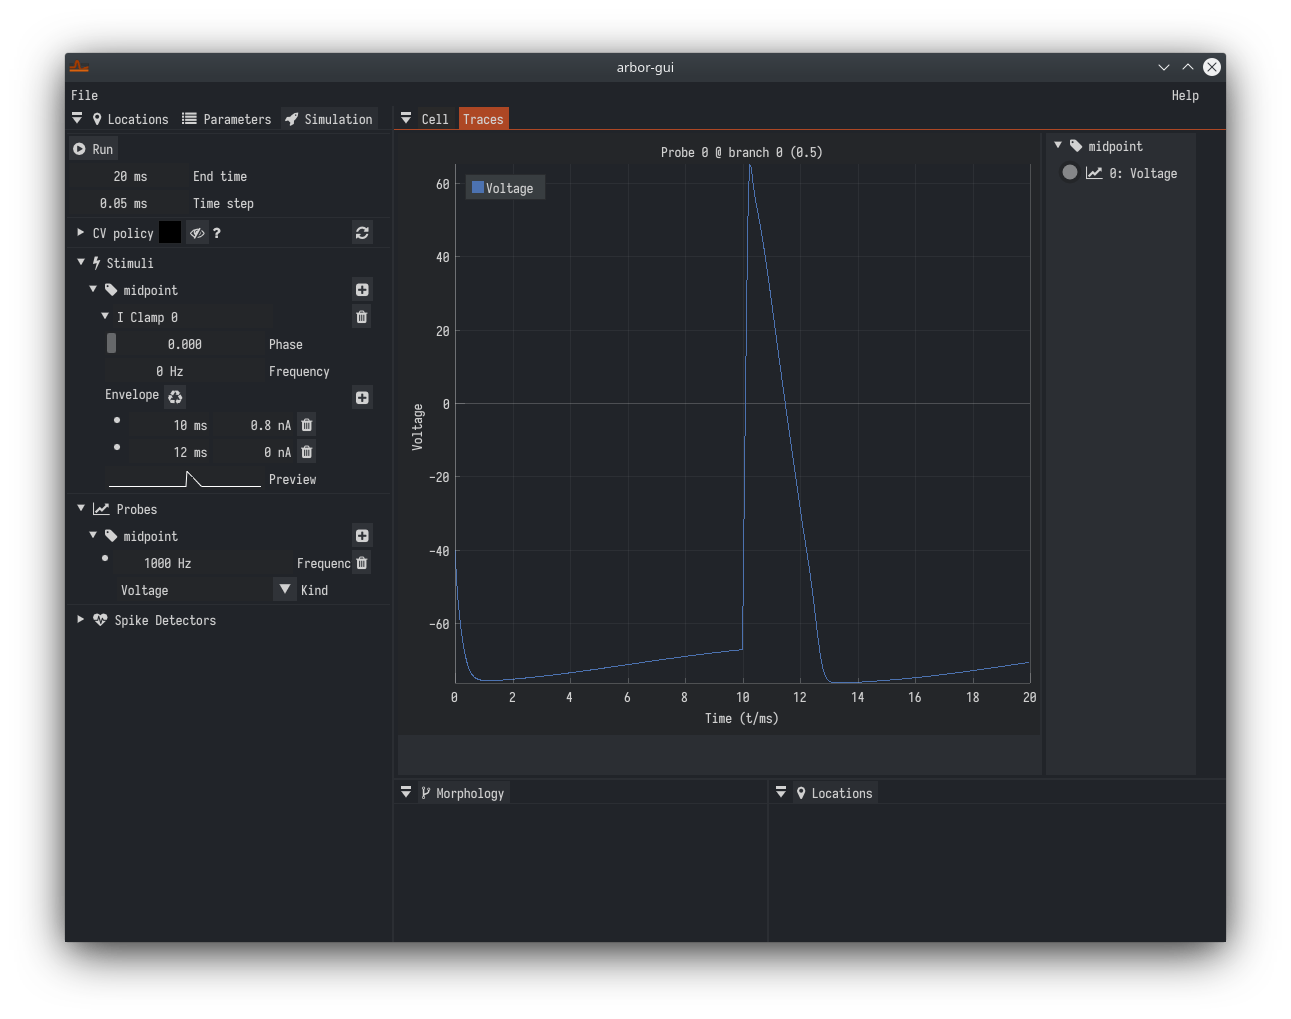 arbor-gui
File
Help
Locations
Parameters
Simulation
Run
20 ms End time
0.05 ms Time step
CV policy ?
Stimuli
midpoint
I Clamp 0
0.000 Phase
0 Hz Frequency
Envelope
10 ms 0.8 nA
12 ms 0 nA
Preview
Probes
midpoint
1000 Hz Frequenc
Voltage Kind
Spike Detectors
Cell
Traces
Probe 0 @ branch 0 (0.5)
Voltage
60
40
20
0
-20
-40
-60
Voltage
0 2 4 6 8 10 12 14 16 18 20
Time (t/ms)
midpoint
0: Voltage
Morphology
Locations